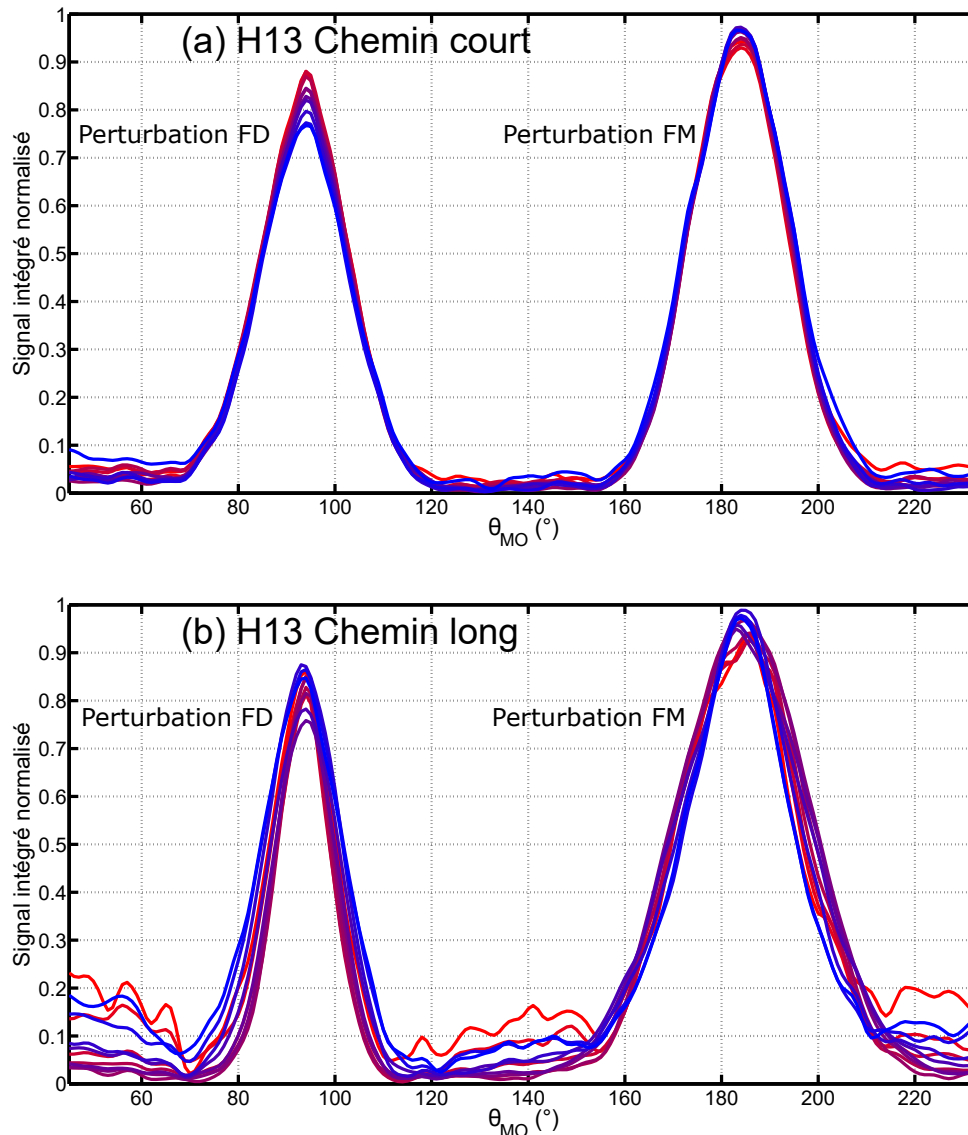 (a) H13 Chemin court
Perturbation FD
Perturbation FM
Signal intégré normalisé
1
0.9
0.8
0.7
0.6
0.5
0.4
0.3
0.2
0.1
0
60 80 100 120 140 160 180 200 220
θMO (°)
(b) H13 Chemin long
Perturbation FD
Perturbation FM
Signal intégré normalisé
1
0.9
0.8
0.7
0.6
0.5
0.4
0.3
0.2
0.1
0
60 80 100 120 140 160 180 200 220
θMO (°)